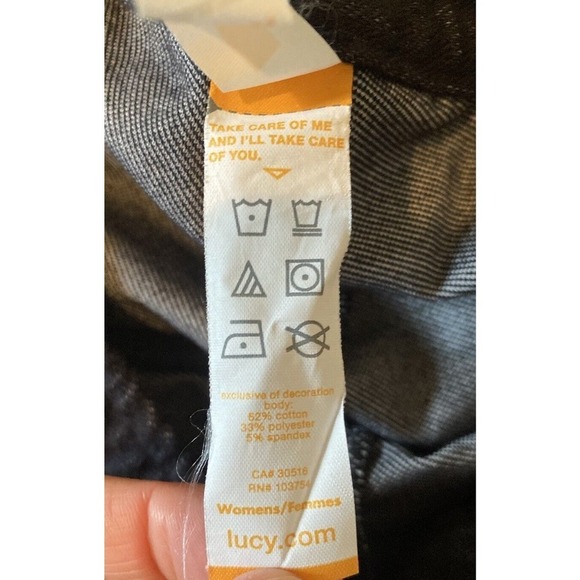 TAKE CARE OF ME
AND I'LL TAKE CARE
OF YOU.
exclusive of decoration
body:
62% cotton
33% polyester
5% spandex
CA# 30516
RN# 103754
Womens/Femmes
lucy.com